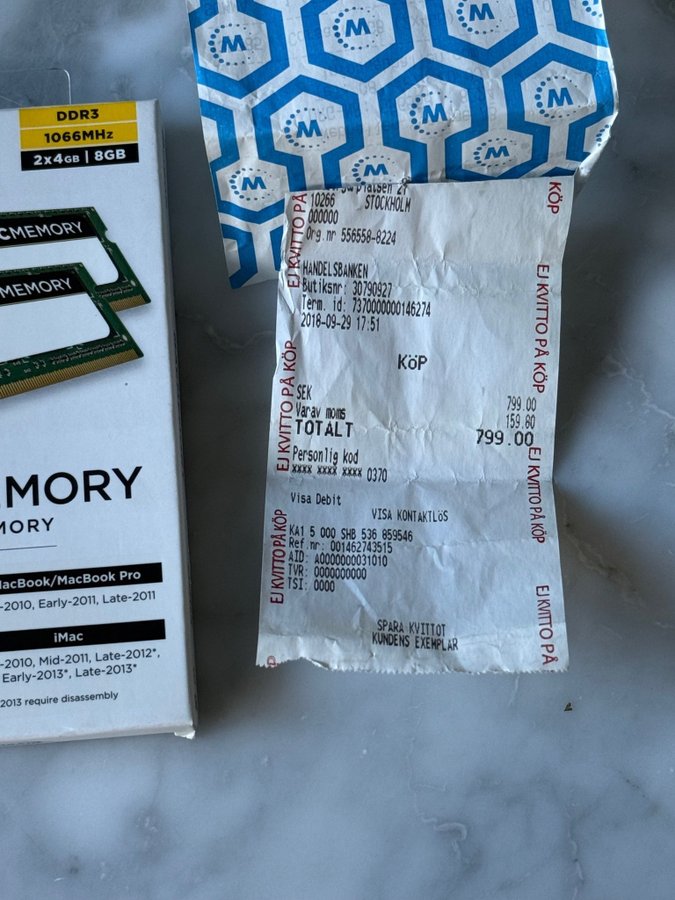 DDR3
1066MHz
2x4GB | 8GB
CMEMORY
MEMORY
EMORY
MORY
MacBook/MacBook Pro
-2010, Early-2011, Late-2011
iMac
-2010, Mid-2011, Late-2012*,
Early-2013*, Late-2013*
2013 require disassembly
10266 STOCKHOLM
000000
Org.nr 556558-8224
HANDELSBANKEN
Butiksnr: 30790927
Term. id: 7370000000146274
2018-09-29 17:51
KöP
SEK 799.00
Varav moms 159.80
TOTALT 799.00
Personlig kod
xxxx xxxx xxxx 0370
Visa Debit
VISA KONTAKTLöS
KA1 5 000 SHB 536 859546
Ref.nr: 001462743515
AID: A0000000031010
TVR: 0000000000
TSI: 0000
SPARA KVITTOT
KUNDENS EXEMPLAR
EJ KVITTO PÅ
EJ KVITTO PÅ KÖP
EJ KVITTO PÅ KÖP
KÖP
EJ KVITTO PÅ KÖP
EJ KVITTO PÅ KÖP
EJ KVITTO PÅ